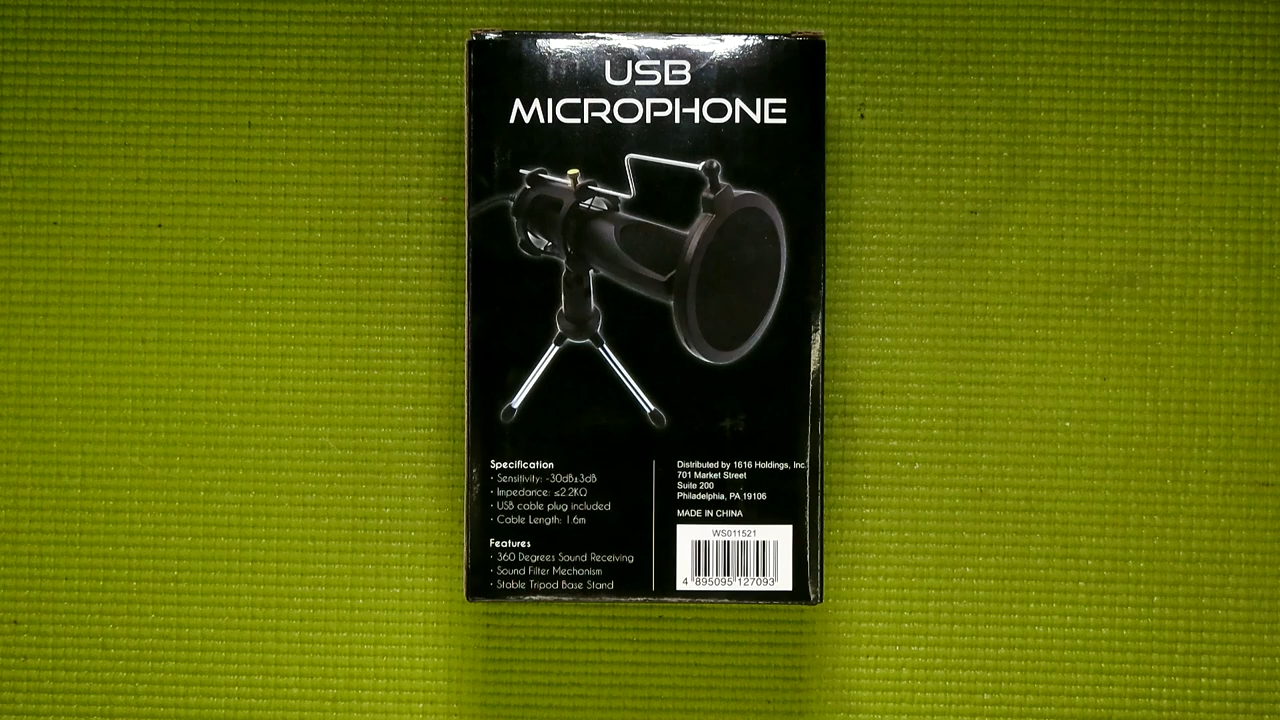 USB
MICROPHONE
Specification
· Sensitivity: -30dB±3dB
· Impedance: ≤2.2KΩ
· USB cable plug included
· Cable Length: 1.6m
Features
· 360 Degrees Sound Receiving
· Sound Filter Mechanism
· Stable Tripod Base Stand
Distributed by 1616 Holdings, Inc.
701 Market Street
Suite 200
Philadelphia, PA 19106
MADE IN CHINA
WS011521
4 895095 127093